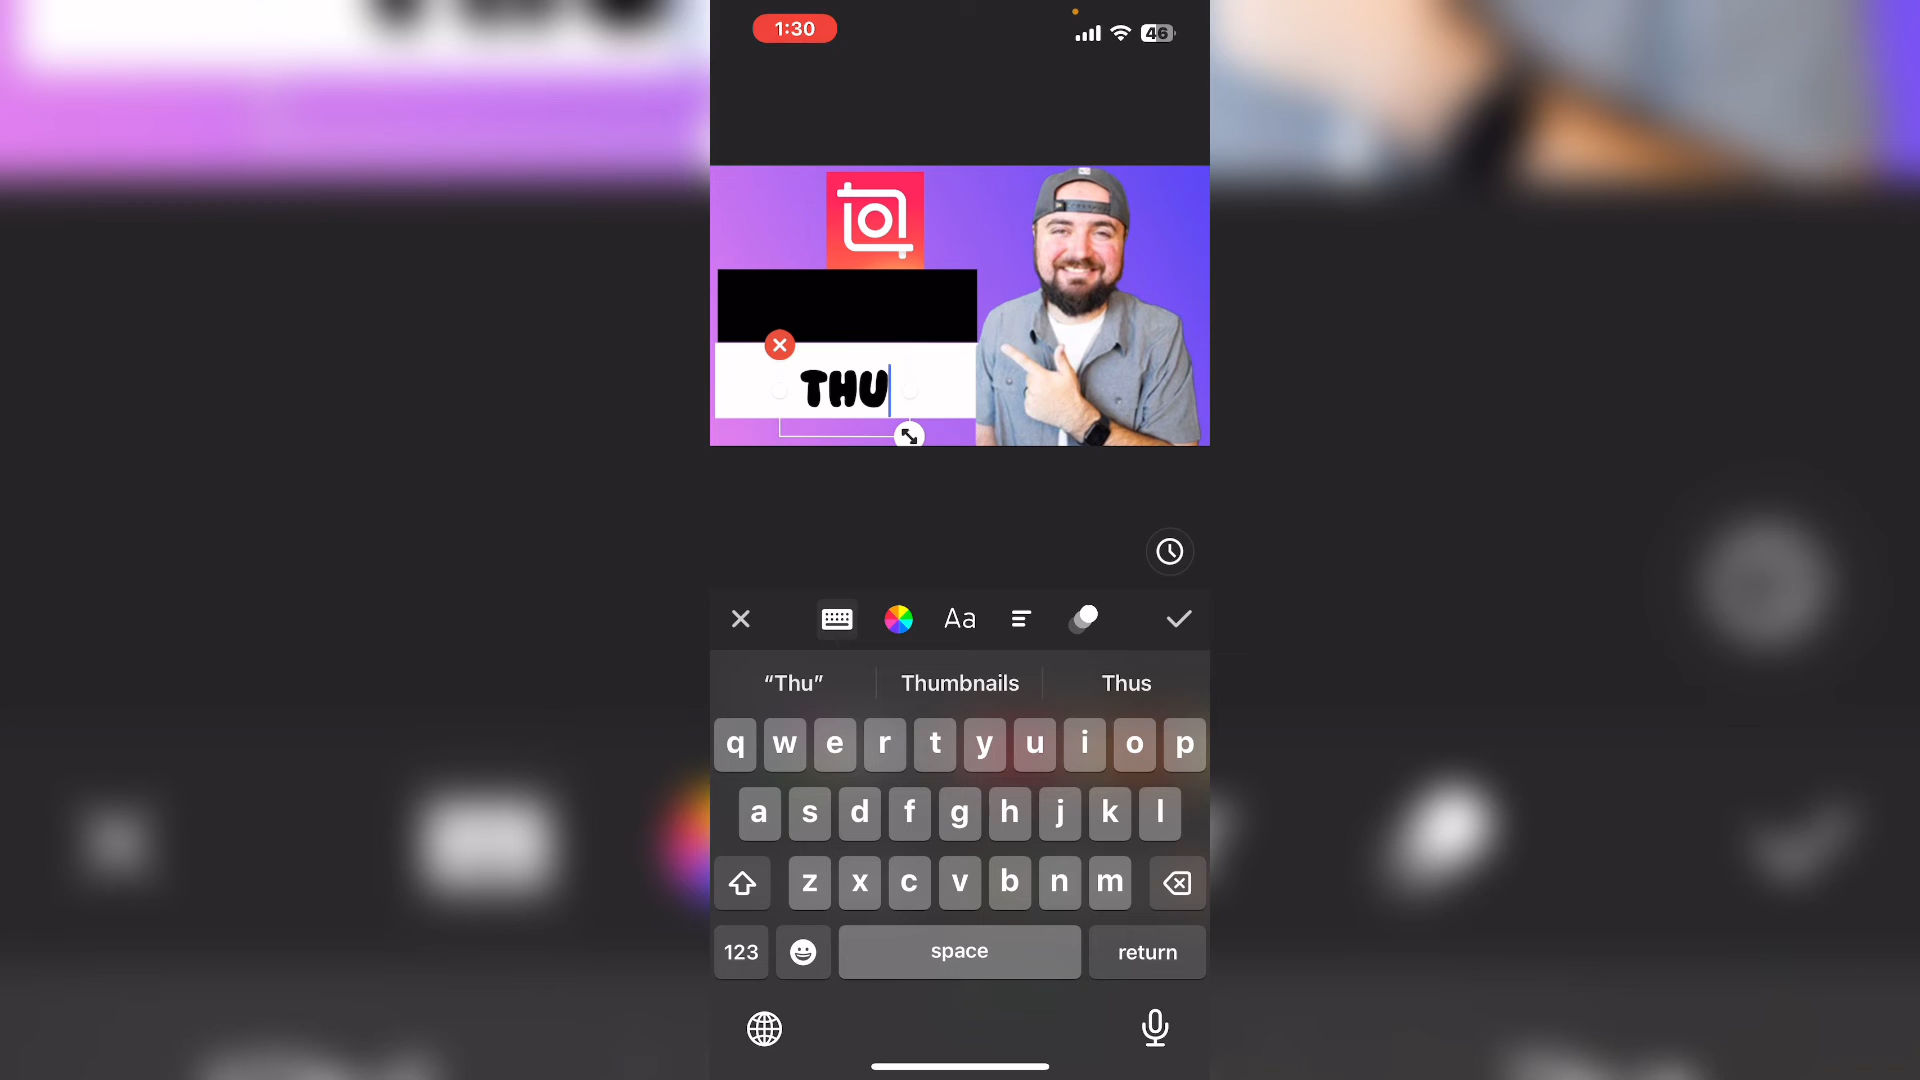 1:30
46
THU
Aa
“Thu” Thumbnails Thus
q w e r t y u i o p
a s d f g h j k l
z x c v b n m
123 space return